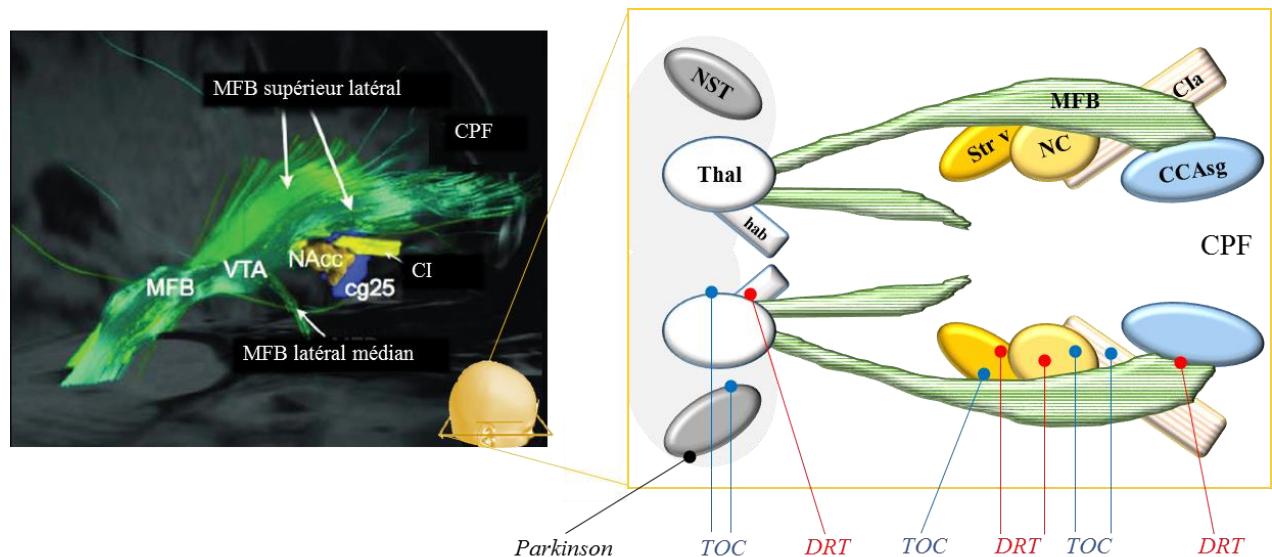 MFB supérieur latéral
CPF
NAcc
VTA
CI
MFB
cg25
MFB latéral médian
NST
Cla
MFB
Str v
NC
Thal
CCAsg
hab
CPF
Parkinson
TOC
DRT
TOC
DRT
TOC
DRT